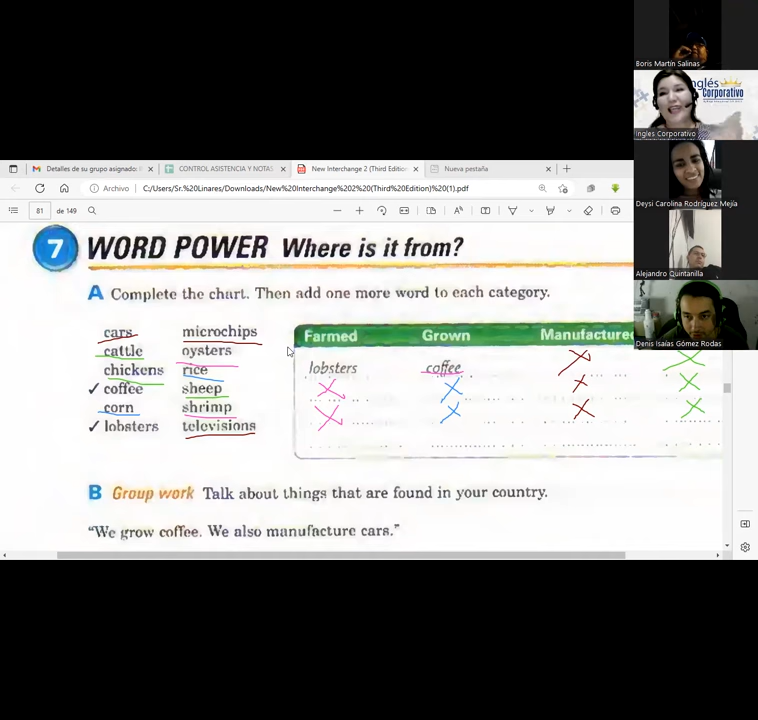 Boris Martín Salinas
Inglés
Corporativo
Ingles Corporativo
Deysi Carolina Rodríguez Mejía
Alejandro Quintanilla
Denis Isaías Gómez Rodas
Detalles de su grupo asignado:
CONTROL ASISTENCIA Y NOTAS
New Interchange 2 (Third Edition
Nueva pestaña
Archivo C:/Users/Sr.%20Linares/Downloads/New%20Interchange%202%20(Third%20Edition)%20(1).pdf
81 de 149
7 WORD POWER Where is it from?
A Complete the chart. Then add one more word to each category.
cars microchips
cattle oysters
chickens rice
✓ coffee sheep
corn shrimp
✓ lobsters televisions
Farmed Grown Manufactured
lobsters coffee
B Group work Talk about things that are found in your country.
“We grow coffee. We also manufacture cars.”